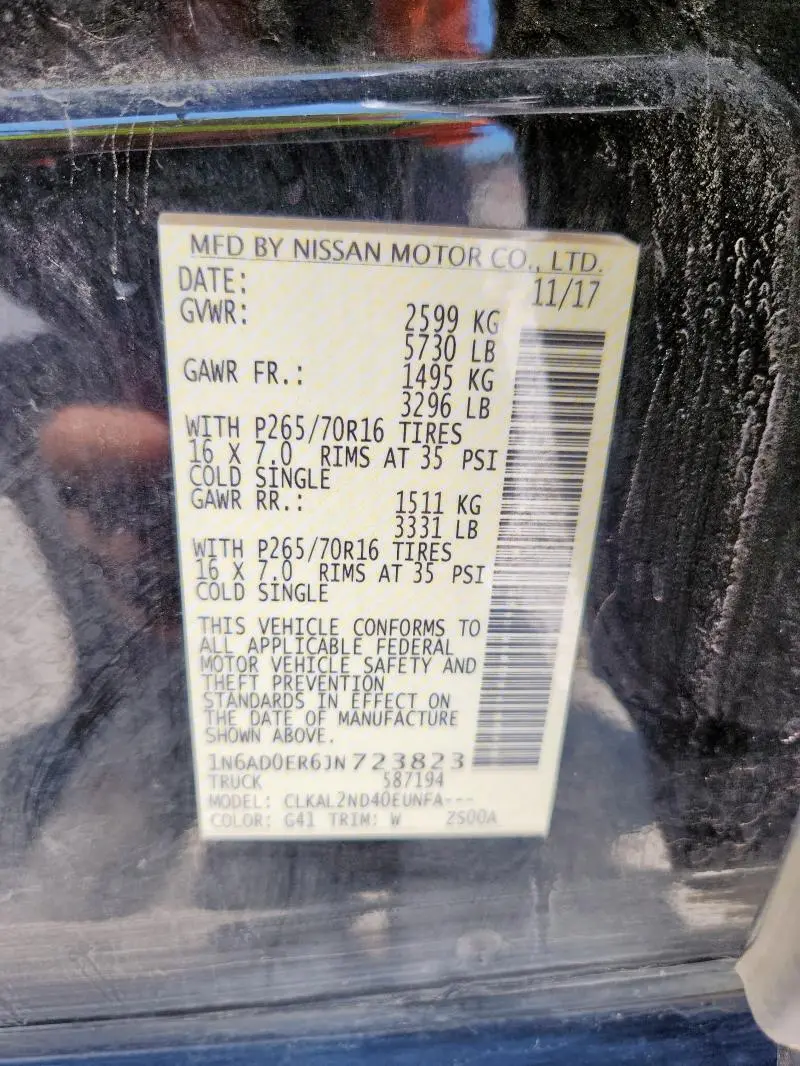 MFD BY NISSAN MOTOR CO., LTD.
DATE: 11/17
GVWR: 2599 KG
5730 LB
GAWR FR.: 1495 KG
3296 LB
WITH P265/70R16 TIRES
16 X 7.0 RIMS AT 35 PSI
COLD SINGLE
GAWR RR.: 1511 KG
3331 LB
WITH P265/70R16 TIRES
16 X 7.0 RIMS AT 35 PSI
COLD SINGLE
THIS VEHICLE CONFORMS TO
ALL APPLICABLE FEDERAL
MOTOR VEHICLE SAFETY AND
THEFT PREVENTION
STANDARDS IN EFFECT ON
THE DATE OF MANUFACTURE
SHOWN ABOVE.
1N6AD0ER6JN723823
TRUCK 587194
MODEL: CLKAL2ND40EUNFA---
COLOR: G41 TRIM: W ZS00A